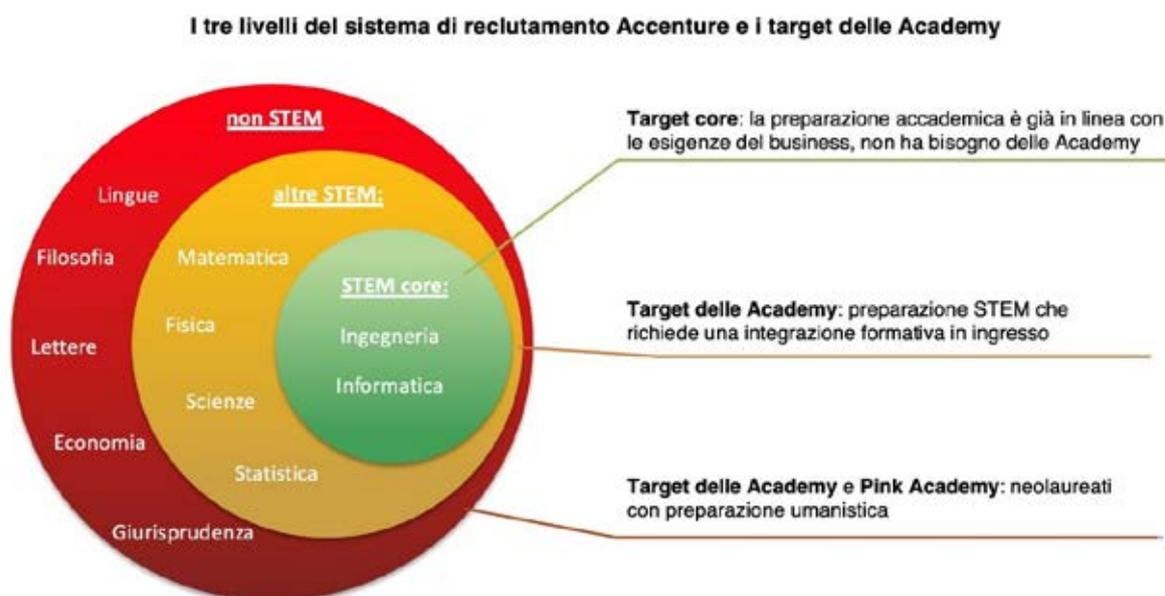 I tre livelli del sistema di reclutamento Accenture e i target delle Academy
non STEM
Lingue
Filosofia
Lettere
Economia
Giurisprudenza
altre STEM:
Matematica
Fisica
Scienze
Statistica
STEM core:
Ingegneria
Informatica
Target core: la preparazione accademica è già in linea con
le esigenze del business, non ha bisogno delle Academy
Target delle Academy: preparazione STEM che
richiede una integrazione formativa in ingresso
Target delle Academy e Pink Academy: neolaureati
con preparazione umanistica